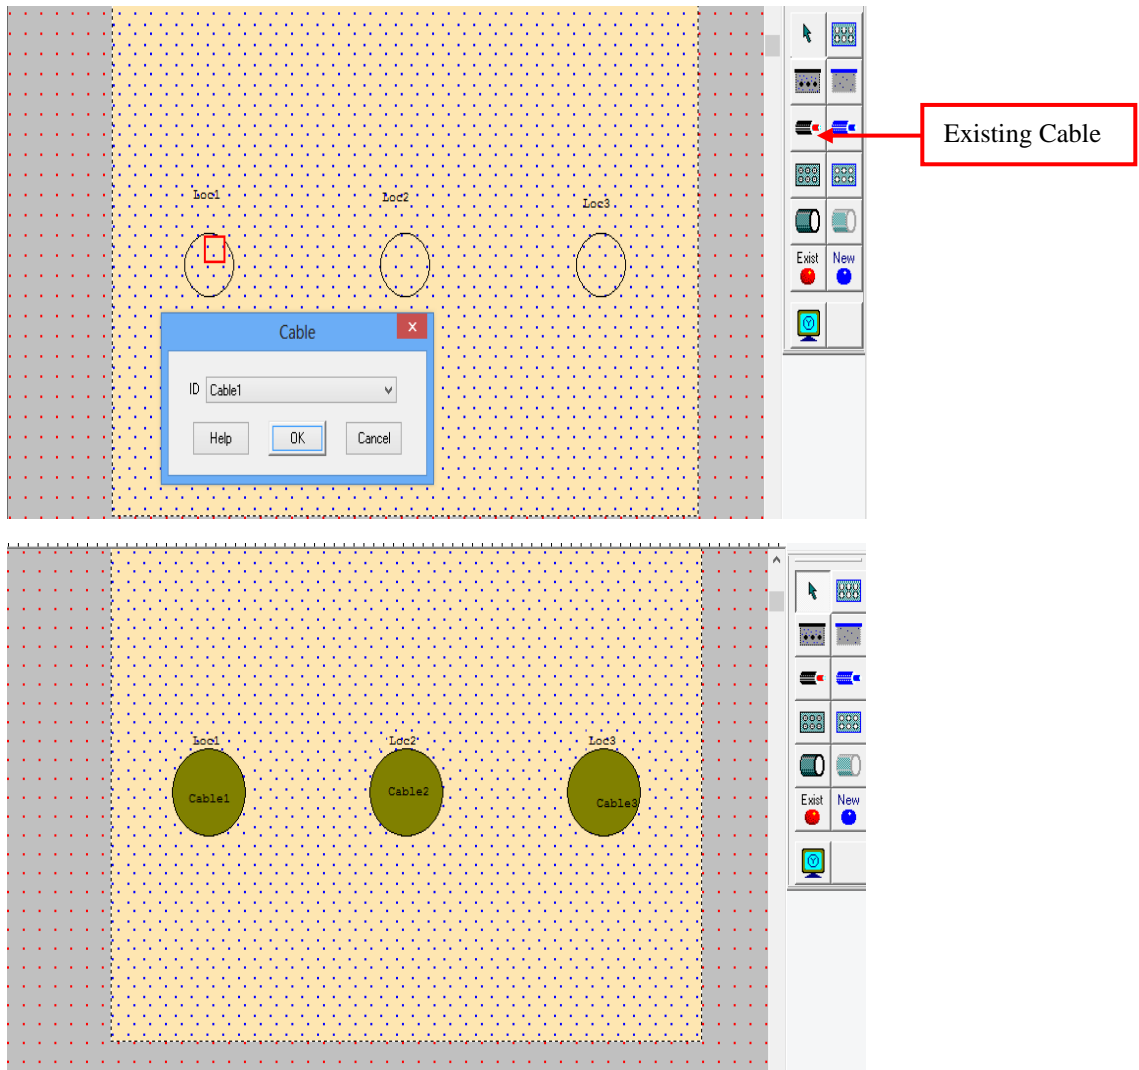 Existing Cable
Loc1 Loc2 Loc3
Exist New
Cable x
ID Cable1
Help OK Cancel
Loc1 Loc2 Loc3
Cable1 Cable2 Cable3
Exist New